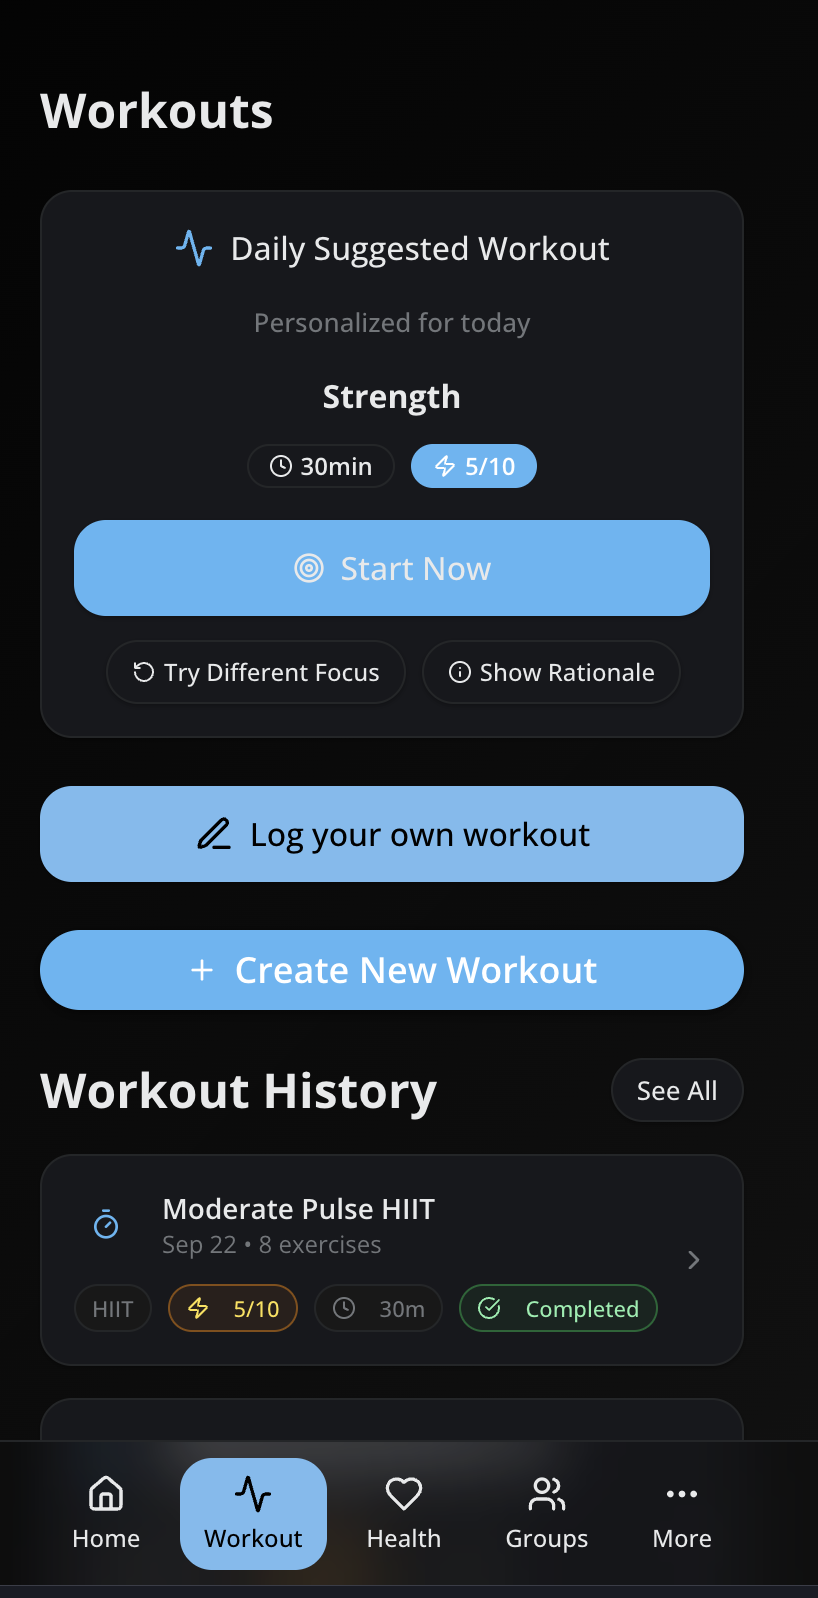 Workouts
Daily Suggested Workout
Personalized for today
Strength
30min 5/10
Start Now
Try Different Focus Show Rationale
Log your own workout
Create New Workout
Workout History See All
Moderate Pulse HIIT
Sep 22 • 8 exercises
HIIT 5/10 30m Completed
Home Workout Health Groups More